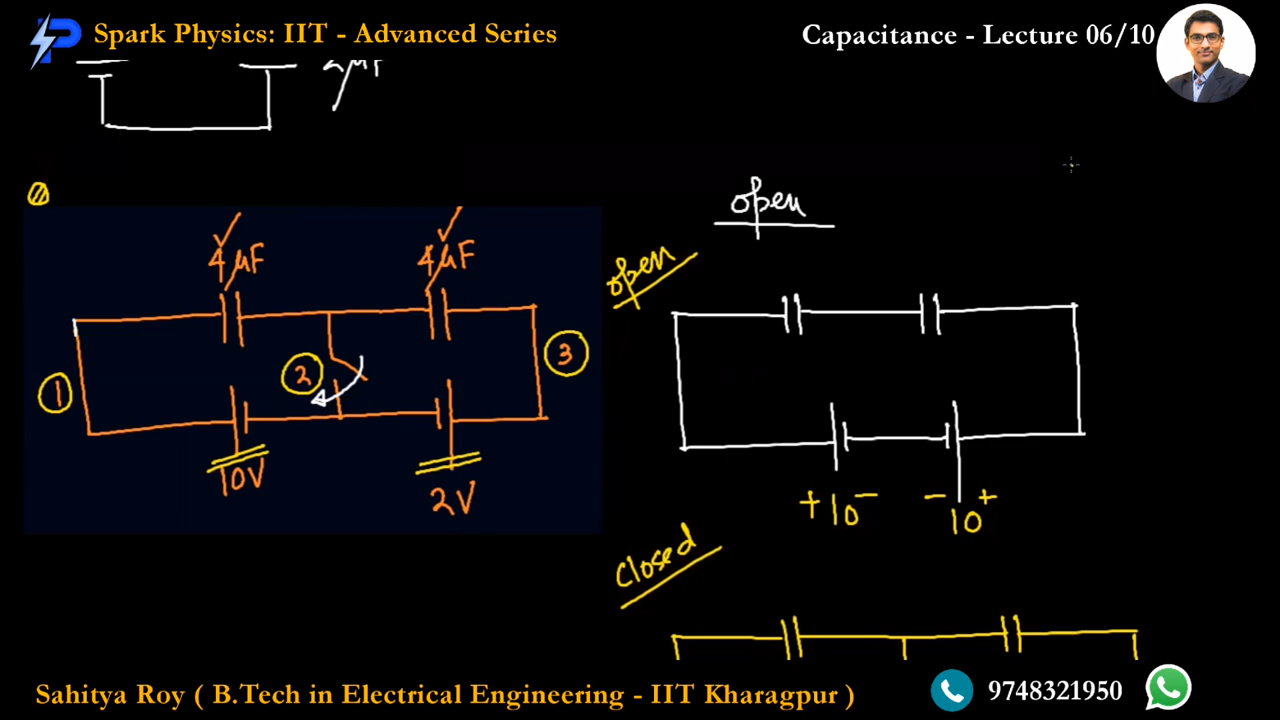 Spark Physics: IIT - Advanced Series
Capacitance - Lecture 06/10
open
open
4μF
4μF
1
2
3
10V
2V
+10-
-10+
Closed
Sahitya Roy ( B.Tech in Electrical Engineering - IIT Kharagpur )
9748321950